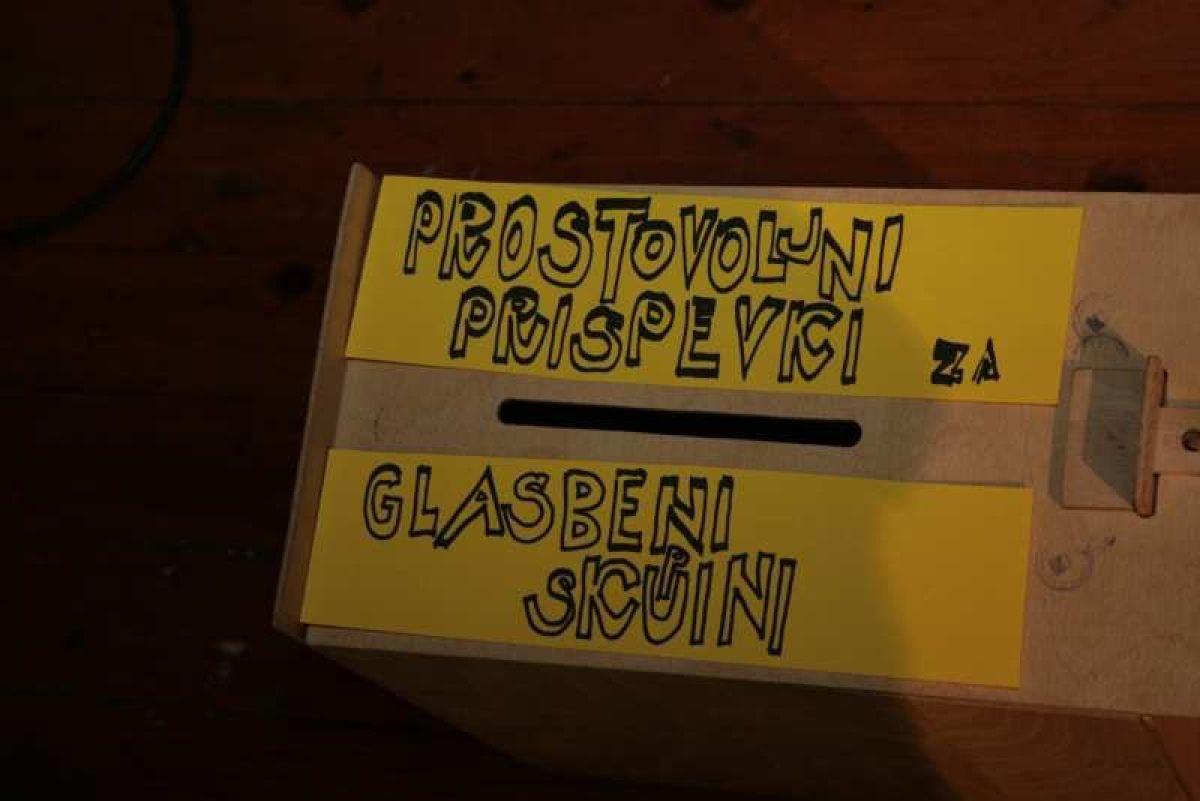 PROSTOVOLJNI
PRISPEVKI ZA
GLASBENI
SKUPINI